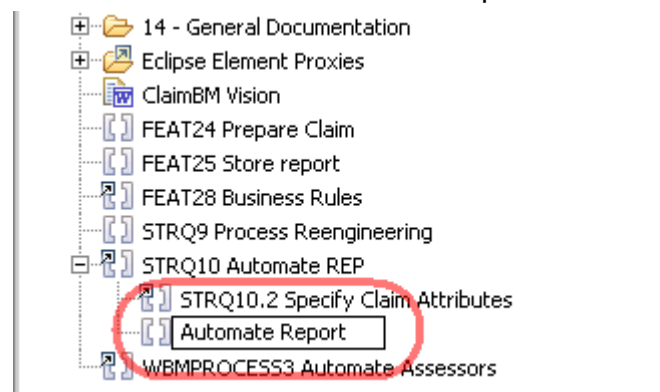 14 - General Documentation
Eclipse Element Proxies
ClaimBM Vision
FEAT24 Prepare Claim
FEAT25 Store report
FEAT28 Business Rules
STRQ9 Process Reengineering
STRQ10 Automate REP
STRQ10.2 Specify Claim Attributes
Automate Report
WBMPROCESS3 Automate Assessors